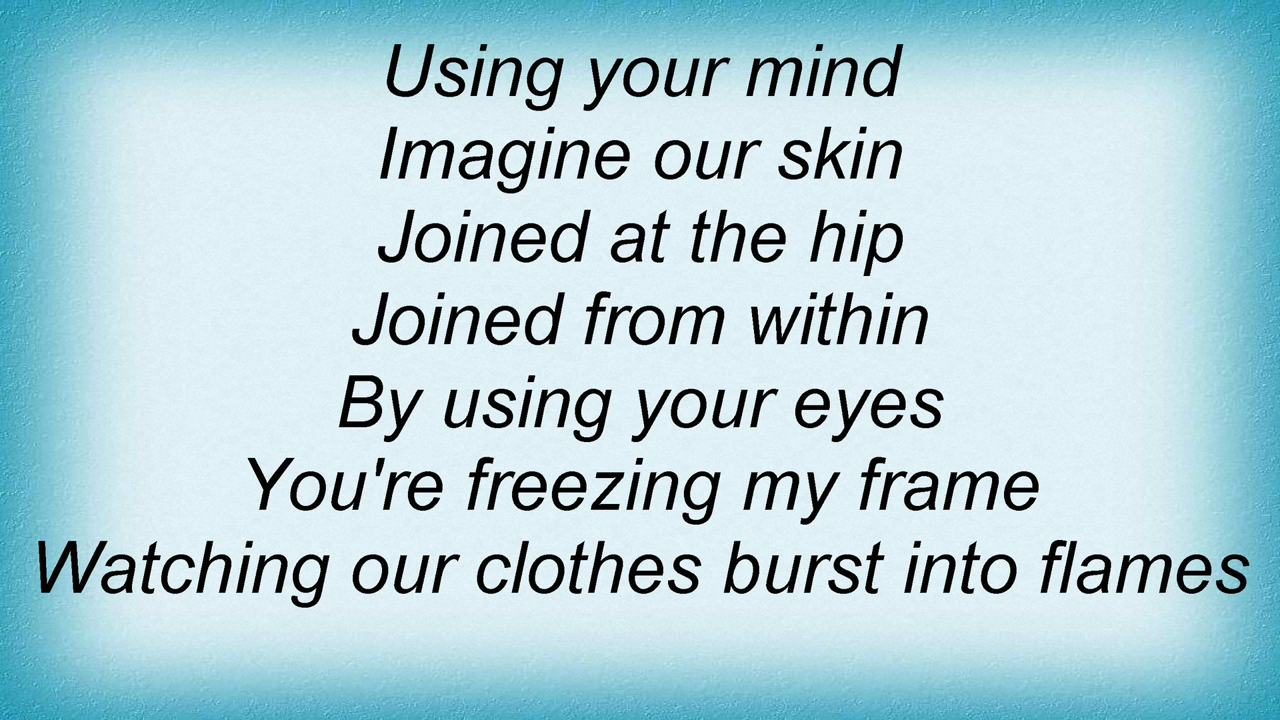 Using your mind
Imagine our skin
Joined at the hip
Joined from within
By using your eyes
You're freezing my frame
Watching our clothes burst into flames